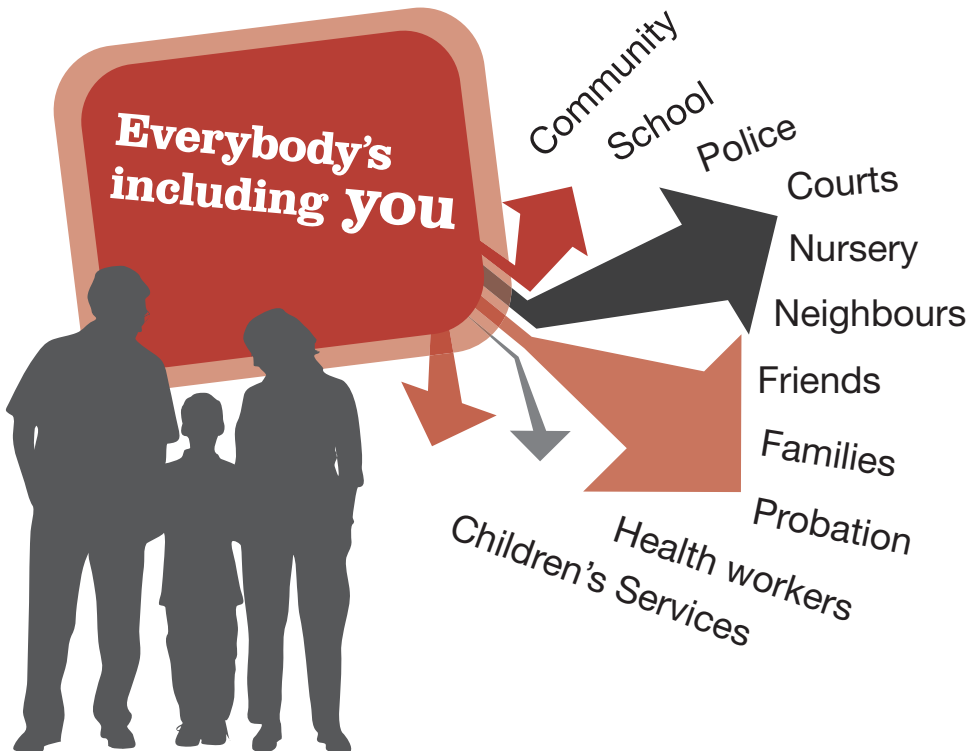 Everybody's
including you
Community
School
Police
Courts
Nursery
Neighbours
Friends
Families
Probation
Health workers
Children's Services